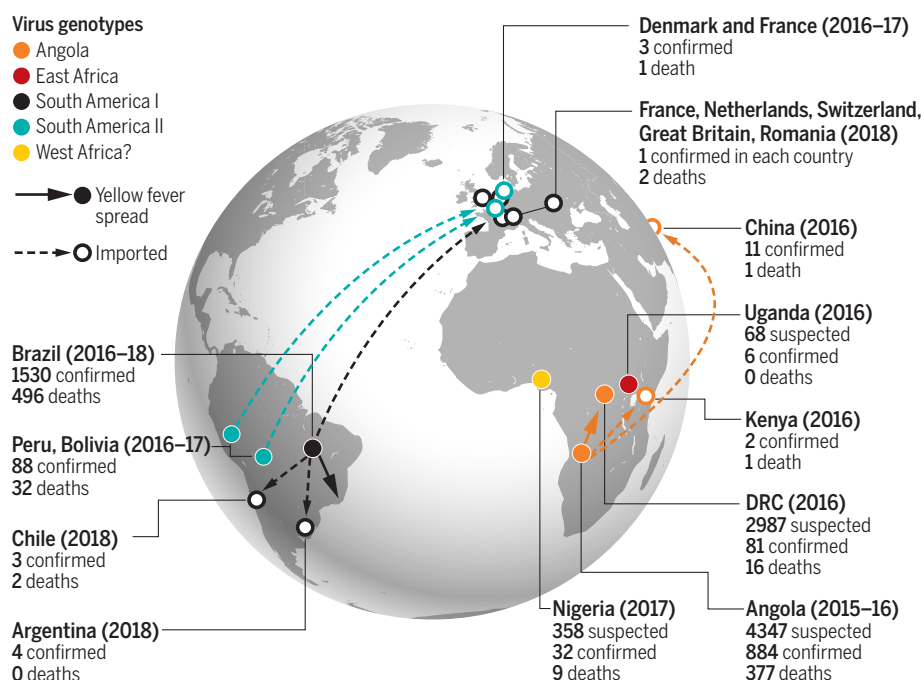 Virus genotypes
Angola
East Africa
South America I
South America II
West Africa?
Yellow fever
spread
Imported
Denmark and France (2016–17)
3 confirmed
1 death
France, Netherlands, Switzerland,
Great Britain, Romania (2018)
1 confirmed in each country
2 deaths
China (2016)
11 confirmed
1 death
Uganda (2016)
68 suspected
6 confirmed
0 deaths
Kenya (2016)
2 confirmed
1 death
DRC (2016)
2987 suspected
81 confirmed
16 deaths
Angola (2015–16)
4347 suspected
884 confirmed
377 deaths
Nigeria (2017)
358 suspected
32 confirmed
9 deaths
Brazil (2016–18)
1530 confirmed
496 deaths
Peru, Bolivia (2016–17)
88 confirmed
32 deaths
Chile (2018)
3 confirmed
2 deaths
Argentina (2018)
4 confirmed
0 deaths